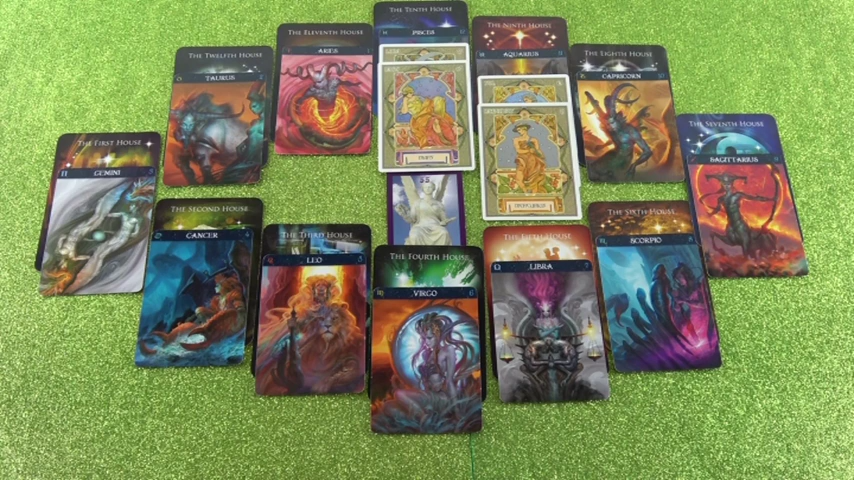 THE TENTH HOUSE
PISCES
THE ELEVENTH HOUSE
ARIES
THE NINTH HOUSE
AQUARIUS
THE TWELFTH HOUSE
TAURUS
THE EIGHTH HOUSE
CAPRICORN
THE FIRST HOUSE
GEMINI
THE SEVENTH HOUSE
SAGITTARIUS
THE SECOND HOUSE
CANCER
THE THIRD HOUSE
LEO
THE FOURTH HOUSE
VIRGO
THE FIFTH HOUSE
LIBRA
THE SIXTH HOUSE
SCORPIO